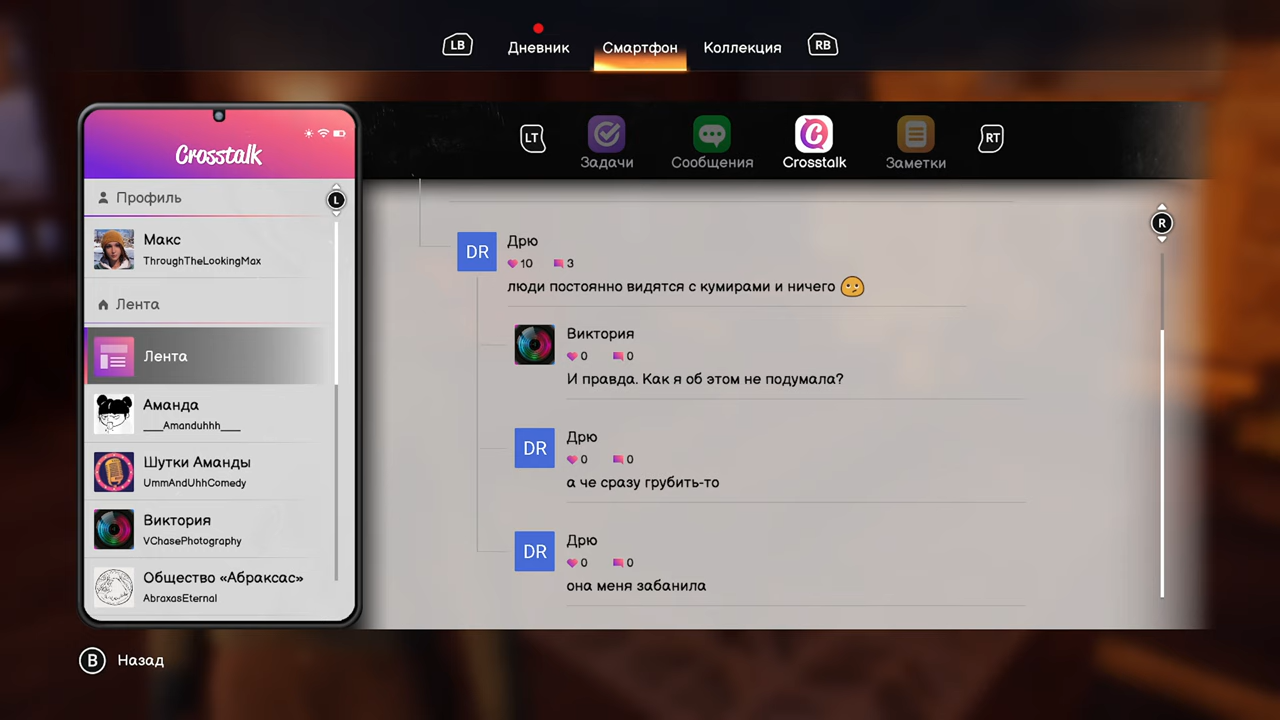 LB
Дневник
Смартфон
Коллекция
RB
Crosstalk
Профиль
L
Макс
ThroughTheLookingMax
Лента
Лента
Аманда
___Amanduhhh___
Шутки Аманды
UmmAndUhhComedy
Виктория
VChasePhotography
Общество «Абраксас»
AbraxasEternal
LT
Задачи
Сообщения
Crosstalk
Заметки
RT
R
DR
Дрю
10 3
люди постоянно видятся с кумирами и ничего
Виктория
0 0
И правда. Как я об этом не подумала?
DR
Дрю
0 0
а че сразу грубить-то
DR
Дрю
0 0
она меня забанила
B Назад